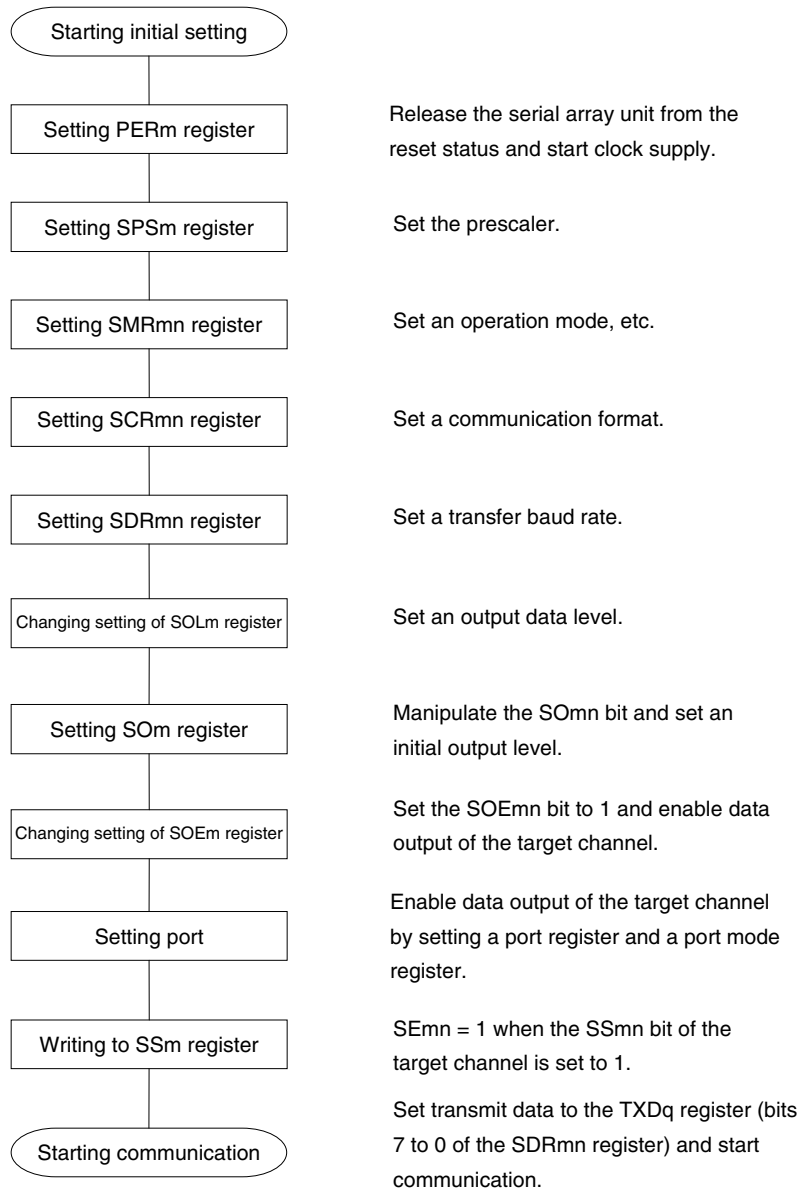 Starting initial setting
Setting PERm register
Release the serial array unit from the
reset status and start clock supply.
Setting SPSm register
Set the prescaler.
Setting SMRmn register
Set an operation mode, etc.
Setting SCRmn register
Set a communication format.
Setting SDRmn register
Set a transfer baud rate.
Changing setting of SOLm register
Set an output data level.
Setting SOm register
Manipulate the SOmn bit and set an
initial output level.
Changing setting of SOEm register
Set the SOEmn bit to 1 and enable data
output of the target channel.
Setting port
Enable data output of the target channel
by setting a port register and a port mode
register.
Writing to SSm register
SEmn = 1 when the SSmn bit of the
target channel is set to 1.
Starting communication
Set transmit data to the TXDq register (bits
7 to 0 of the SDRmn register) and start
communication.